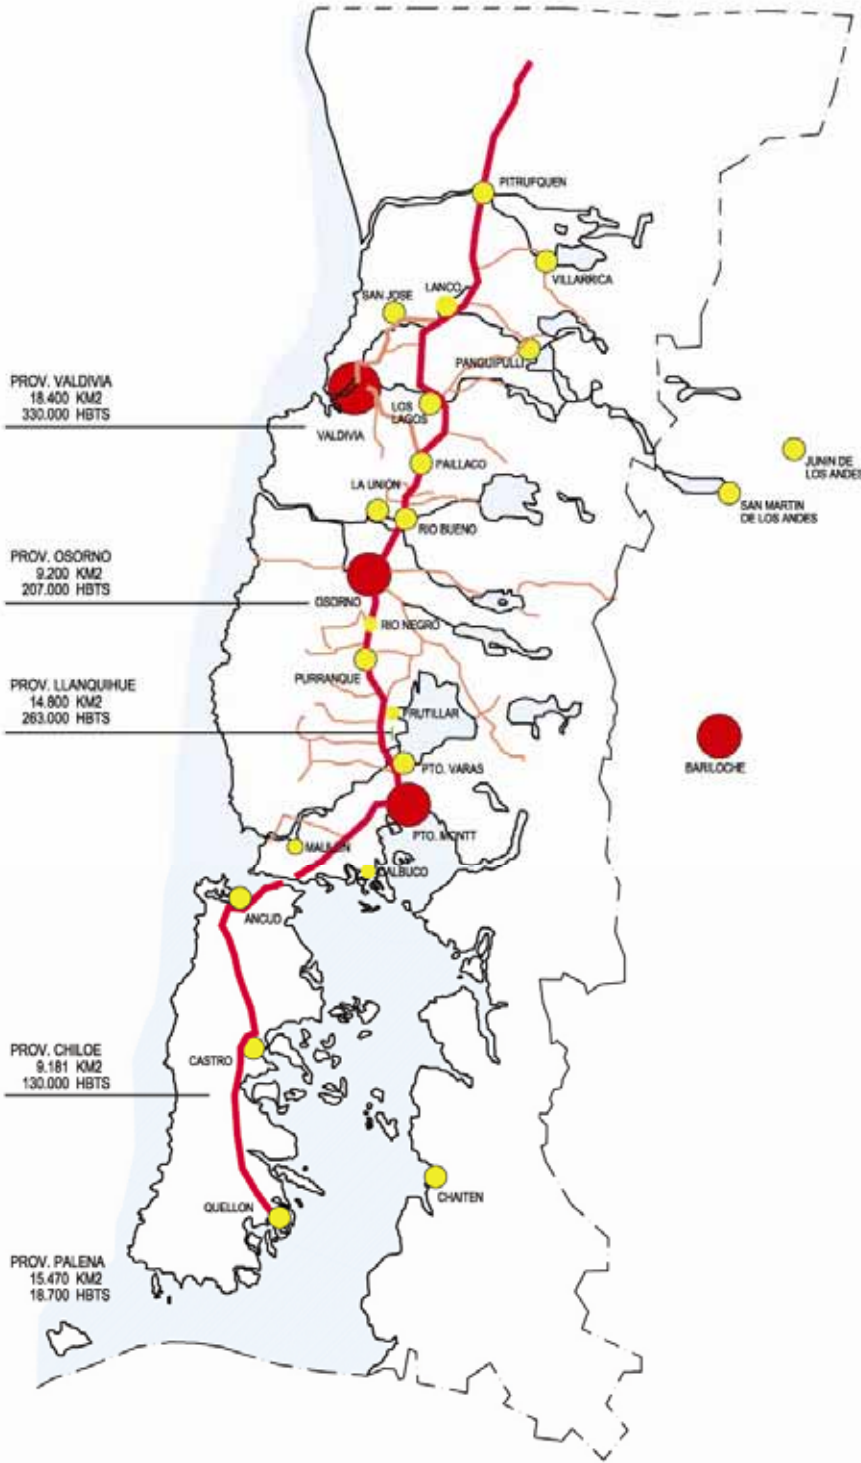 PITRUFQUEN
VILLARRICA
LANCO
SAN JOSE
PANGUIPULLI
PROV. VALDIVIA
18.400 KM2
330.000 HBTS
LOS
LAGOS
VALDIVIA
JUNIN DE
LOS ANDES
PAILLACO
LA UNION
SAN MARTIN
DE LOS ANDES
RIO BUENO
PROV. OSORNO
9.200 KM2
207.000 HBTS
OSORNO
RIO NEGRO
PURRANQUE
PROV. LLANQUIHUE
14.800 KM2
263.000 HBTS
FRUTILLAR
PTO. VARAS
BARILOCHE
PTO. MONTT
MAULLIN
CALBUCO
ANCUD
PROV. CHILOE
9.181 KM2
130.000 HBTS
CASTRO
CHAITEN
QUELLON
PROV. PALENA
15.470 KM2
18.700 HBTS